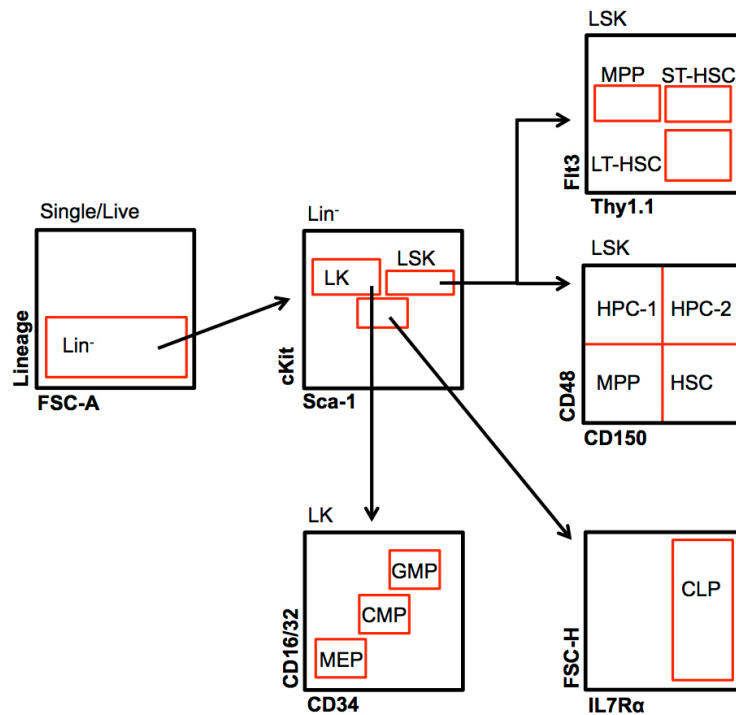 LSK
MPP ST-HSC
LT-HSC
Flt3
Thy1.1
Single/Live
Lin⁻
Lineage
FSC-A
Lin⁻
LK
LSK
cKit
Sca-1
LSK
HPC-1 HPC-2
MPP HSC
CD48
CD150
LK
GMP
CMP
MEP
CD16/32
CD34
CLP
FSC-H
IL7Rα